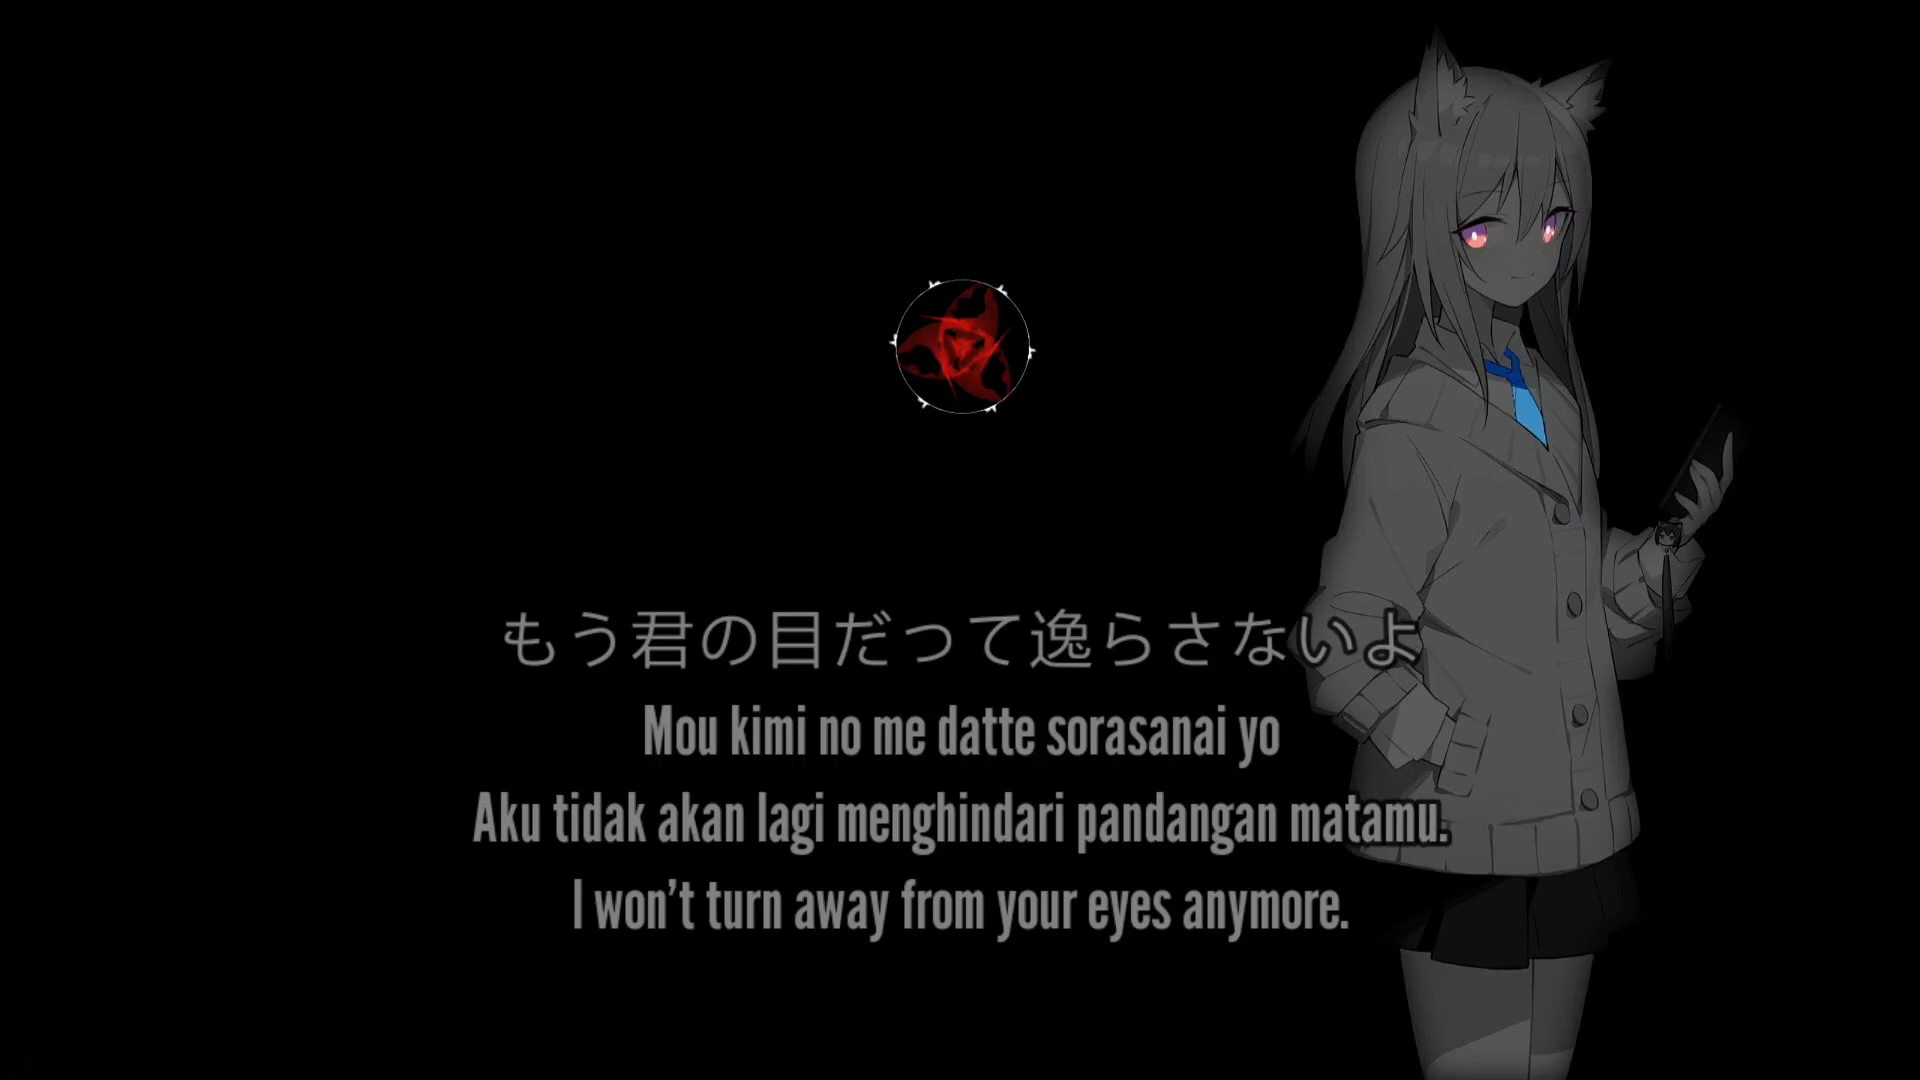 もう君の目だって逸らさないよ
Mou kimi no me datte sorasanai yo
Aku tidak akan lagi menghindari pandangan matamu.
I won’t turn away from your eyes anymore.